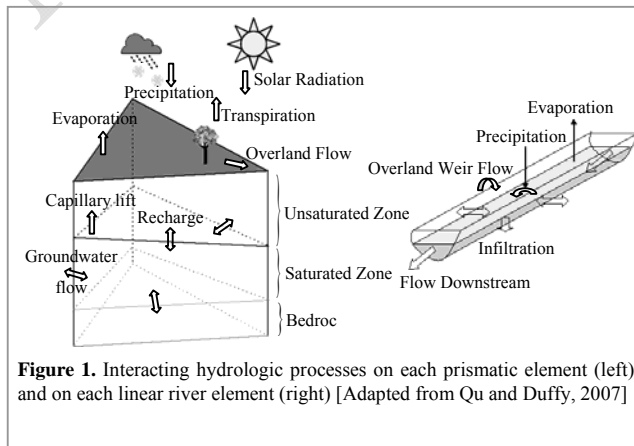 Precipitation
Solar Radiation
Evaporation
Transpiration
Overland Flow
Capillary lift
Recharge
Unsaturated Zone
Groundwater
flow
Saturated Zone
Bedroc
Evaporation
Precipitation
Overland Weir Flow
Infiltration
Flow Downstream
Figure 1. Interacting hydrologic processes on each prismatic element (left)
and on each linear river element (right) [Adapted from Qu and Duffy, 2007]